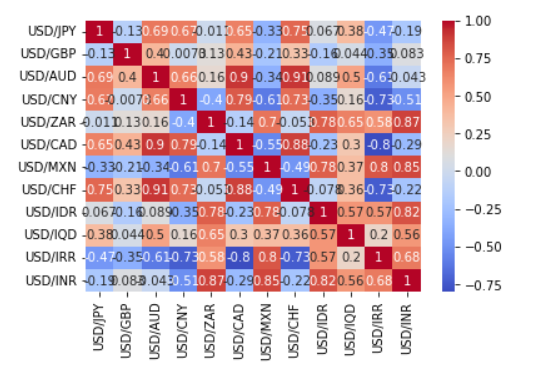 USD/JPY 1 -0.13 0.69 0.67 -0.011 0.65 -0.33 0.75 0.067 0.38 -0.47 -0.19
USD/GBP -0.13 1 0.4 -0.0073 0.13 0.43 -0.21 0.33 -0.16 0.044 -0.35 0.083
USD/AUD 0.69 0.4 1 0.66 0.16 0.9 -0.34 0.91 0.089 0.5 -0.61 -0.043
USD/CNY 0.67 -0.0073 0.66 1 -0.4 0.79 -0.61 0.73 -0.35 0.16 -0.73 -0.51
USD/ZAR -0.011 0.13 0.16 -0.4 1 -0.14 0.7 -0.053 0.78 0.65 0.58 0.87
USD/CAD 0.65 0.43 0.9 0.79 -0.14 1 -0.55 0.88 -0.23 0.3 -0.8 -0.29
USD/MXN -0.33 -0.21 -0.34 -0.61 0.7 -0.55 1 -0.49 0.78 0.37 0.8 0.85
USD/CHF 0.75 0.33 0.91 0.73 -0.053 0.88 -0.49 1 -0.078 0.36 -0.73 -0.22
USD/IDR 0.067 -0.16 0.089 -0.35 0.78 -0.23 0.78 -0.078 1 0.57 0.57 0.82
USD/IQD 0.38 0.044 0.5 0.16 0.65 0.3 0.37 0.36 0.57 1 0.2 0.56
USD/IRR -0.47 -0.35 -0.61 -0.73 0.58 -0.8 0.8 -0.73 0.57 0.2 1 0.68
USD/INR -0.19 0.083 -0.043 -0.51 0.87 -0.29 0.85 -0.22 0.82 0.56 0.68 1
USD/JPY USD/GBP USD/AUD USD/CNY USD/ZAR USD/CAD USD/MXN USD/CHF USD/IDR USD/IQD USD/IRR USD/INR
1.00
0.75
0.50
0.25
0.00
−0.25
−0.50
−0.75